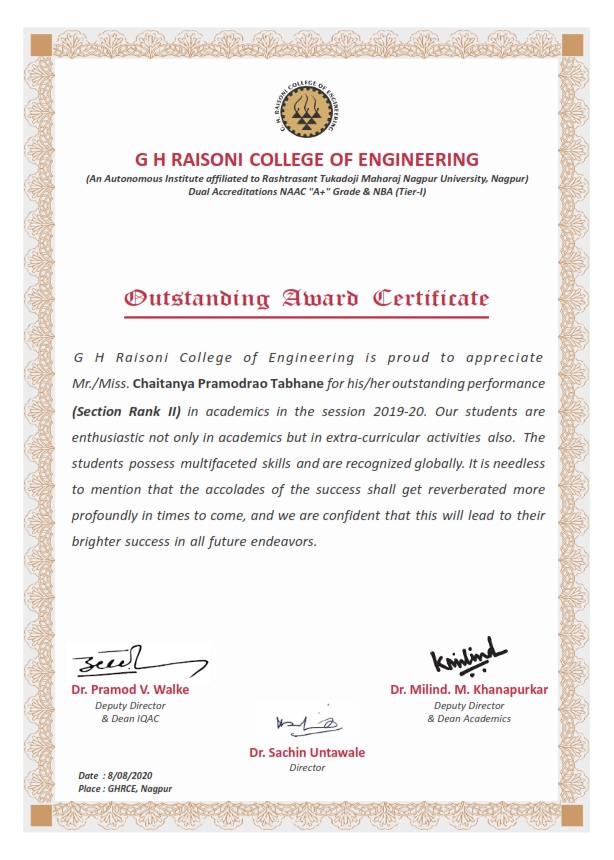 G H RAISONI COLLEGE OF ENGINEERING
G H RAISONI COLLEGE OF ENGINEERING
(An Autonomous Institute affiliated to Rashtrasant Tukadoji Maharaj Nagpur University, Nagpur)
Dual Accreditations NAAC "A+" Grade & NBA (Tier-I)
Outstanding Award Certificate
G H Raisoni College of Engineering is proud to appreciate
Mr./Miss. Chaitanya Pramodrao Tabhane for his/her outstanding performance
(Section Rank II) in academics in the session 2019-20. Our students are
enthusiastic not only in academics but in extra-curricular activities also. The
students possess multifaceted skills and are recognized globally. It is needless
to mention that the accolades of the success shall get reverberated more
profoundly in times to come, and we are confident that this will lead to their
brighter success in all future endeavors.
Dr. Pramod V. Walke
Deputy Director
& Dean IQAC
Dr. Milind. M. Khanapurkar
Deputy Director
& Dean Academics
Dr. Sachin Untawale
Director
Date : 8/08/2020
Place : GHRCE, Nagpur